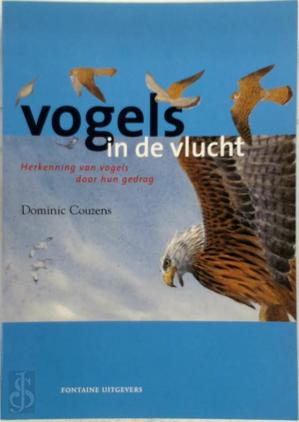 vogels
in de vlucht
Herkenning van vogels
door hun gedrag
Dominic Couzens
FONTAINE UITGEVERS